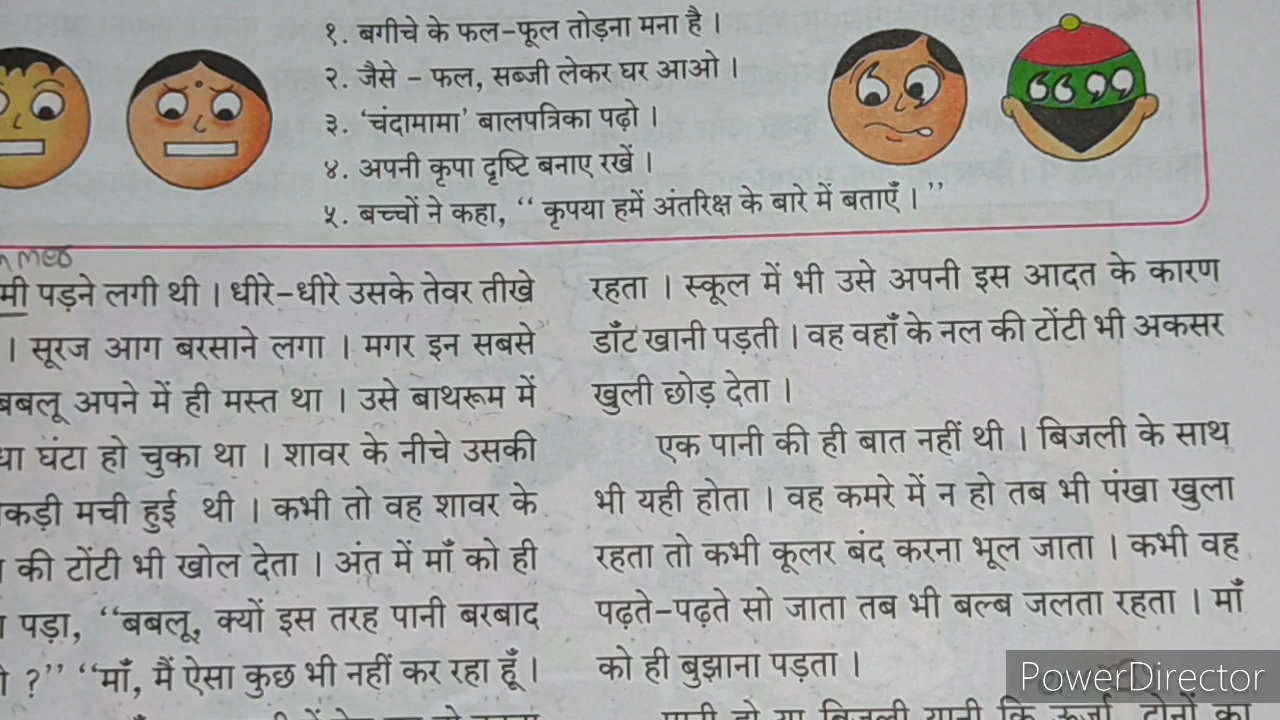 १. बगीचे के फल-फूल तोड़ना मना है ।
२. जैसे - फल, सब्जी लेकर घर आओ ।
३. ‘चंदामामा’ बालपत्रिका पढ़ो ।
४. अपनी कृपा दृष्टि बनाए रखें ।
५. बच्चों ने कहा, “ कृपया हमें अंतरिक्ष के बारे में बताएँ । ”
पड़ने लगी थी । धीरे-धीरे उसके तेवर तीखे
। सूरज आग बरसाने लगा । मगर इन सबसे
बबलू अपने में ही मस्त था । उसे बाथरूम में
घंटा हो चुका था । शावर के नीचे उसकी
मची हुई थी । कभी तो वह शावर के
की टोंटी भी खोल देता । अंत में माँ को ही
पड़ा, “बबलू, क्यों इस तरह पानी बरबाद
?” “माँ, मैं ऐसा कुछ भी नहीं कर रहा हूँ ।
रहता । स्कूल में भी उसे अपनी इस आदत के कारण
डाँट खानी पड़ती । वह वहाँ के नल की टोंटी भी अकसर
खुली छोड़ देता ।
एक पानी की ही बात नहीं थी । बिजली के साथ
भी यही होता । वह कमरे में न हो तब भी पंखा खुला
रहता तो कभी कूलर बंद करना भूल जाता । कभी वह
पढ़ते-पढ़ते सो जाता तब भी बल्ब जलता रहता । माँ
को ही बुझाना पड़ता ।
पानी हो या बिजली यानी कि ऊर्जा, दोनों का
PowerDirector